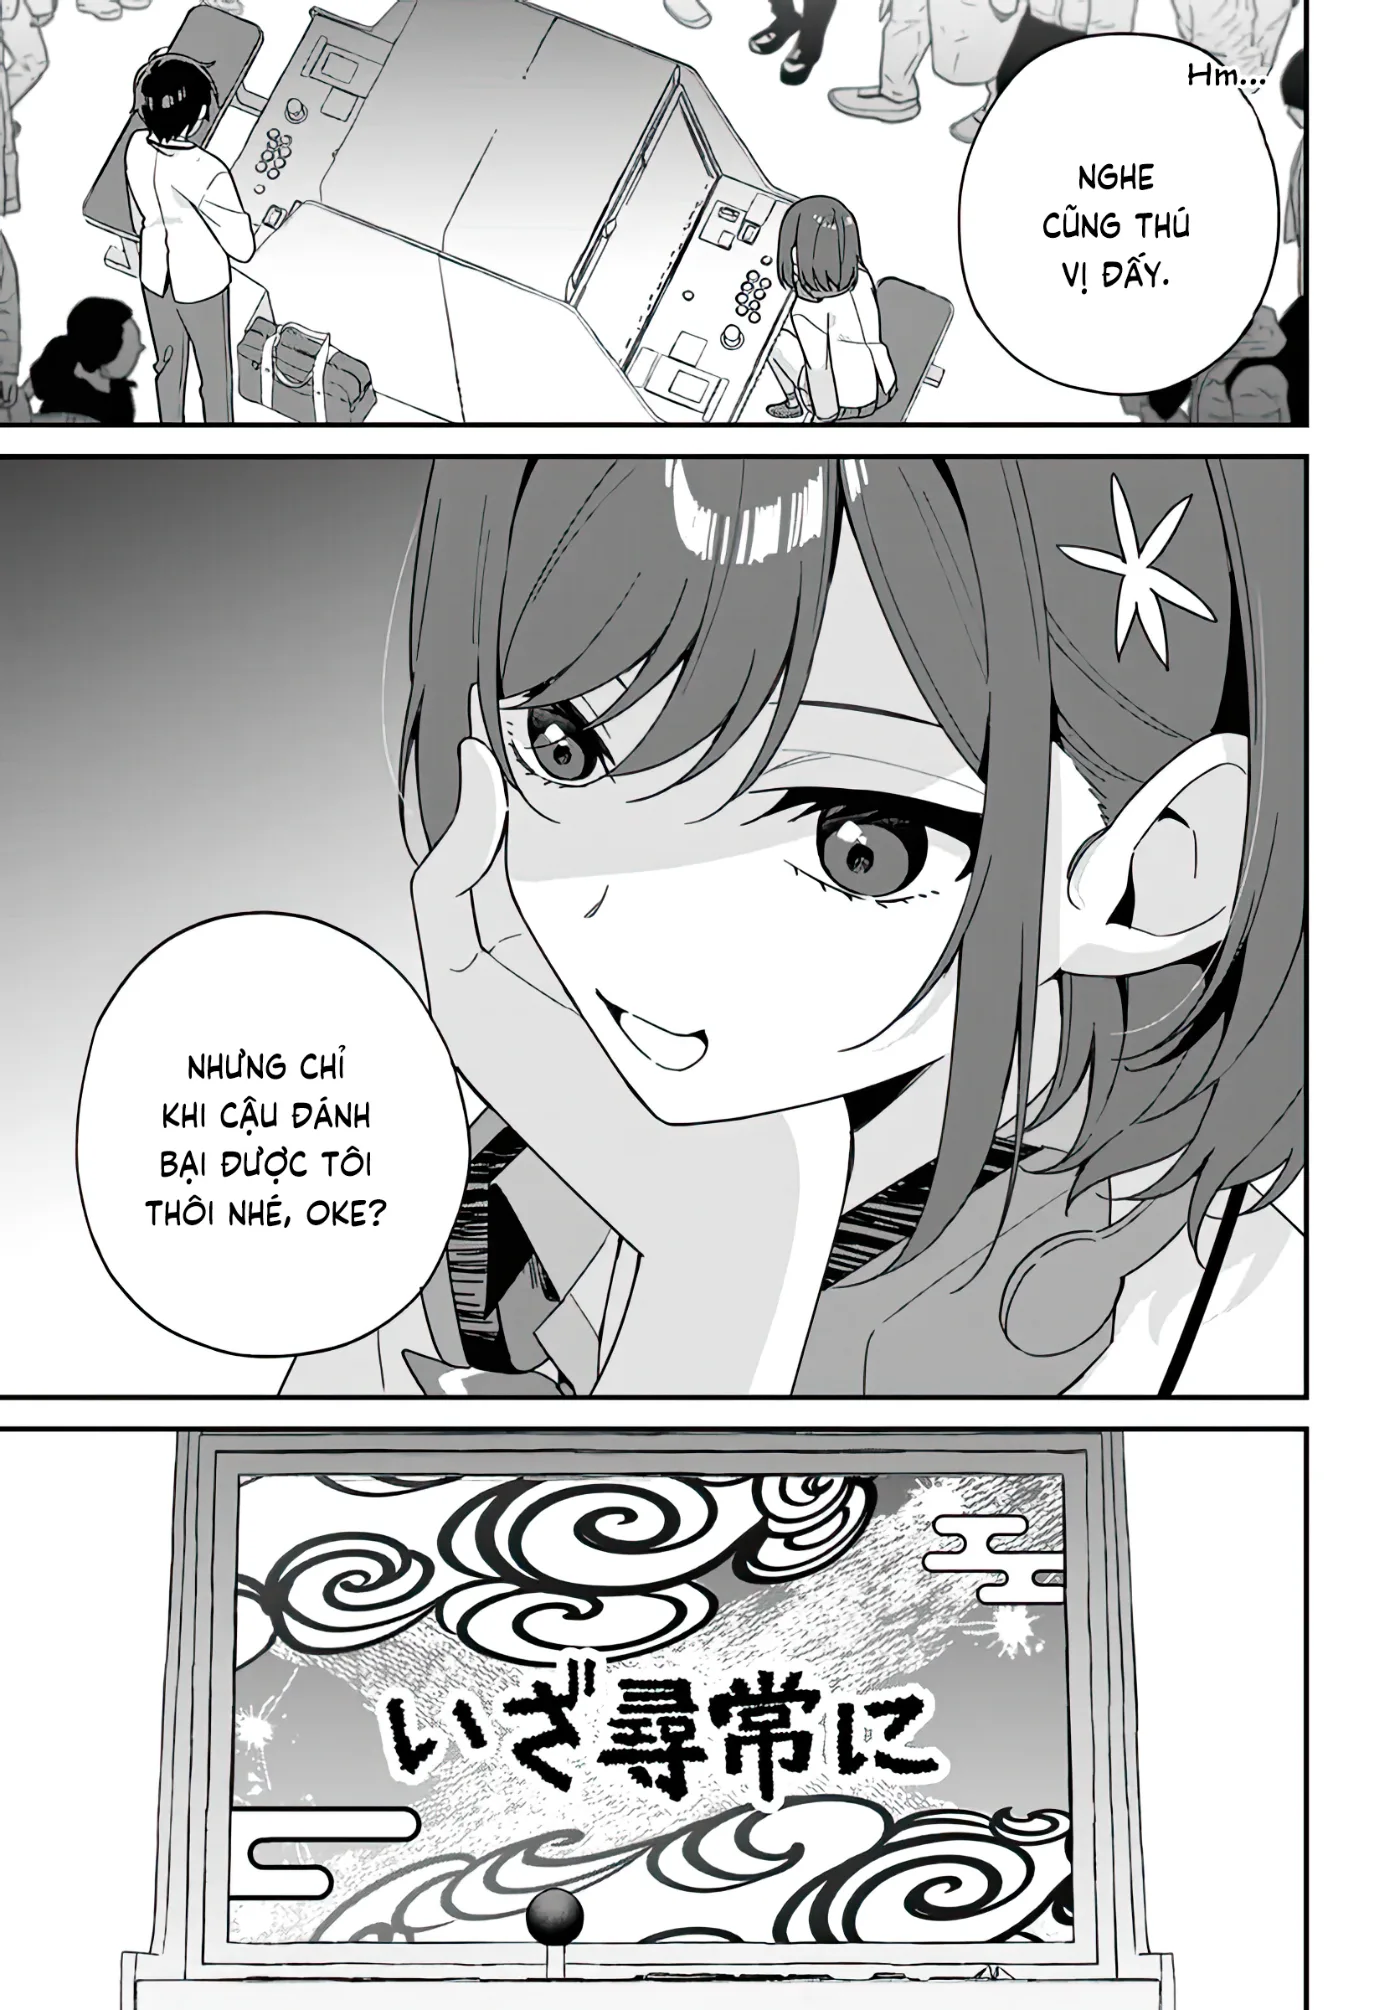 Hm...
NGHE
CŨNG THÚ
VỊ ĐẤY.
NHƯNG CHỈ
KHI CẬU ĐÁNH
BẠI ĐƯỢC TÔI
THÔI NHÉ, OKE?
いざ尋常に